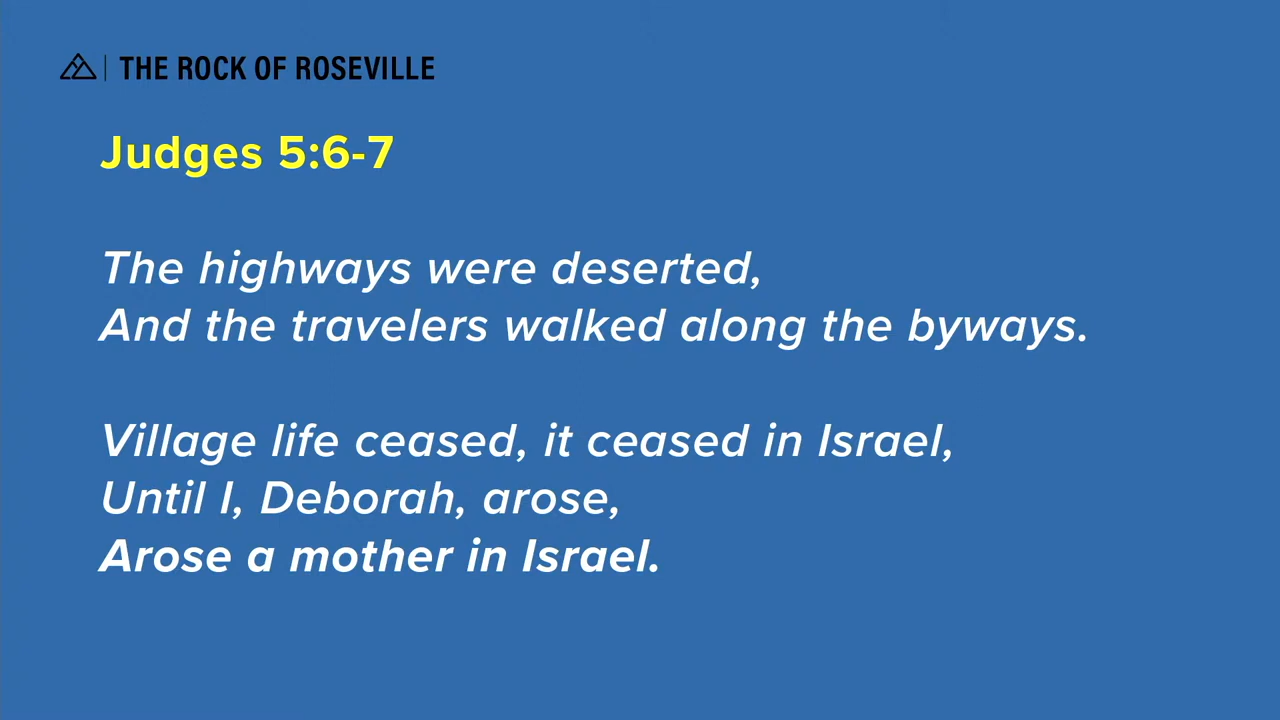 THE ROCK OF ROSEVILLE
Judges 5:6-7
The highways were deserted,
And the travelers walked along the byways.
Village life ceased, it ceased in Israel,
Until I, Deborah, arose,
Arose a mother in Israel.